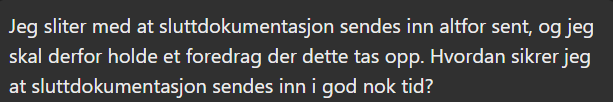 Jeg sliter med at sluttdokumentasjon sendes inn altfor sent, og jeg
skal derfor holde et foredrag der dette tas opp. Hvordan sikrer jeg
at sluttdokumentasjon sendes inn i god nok tid?